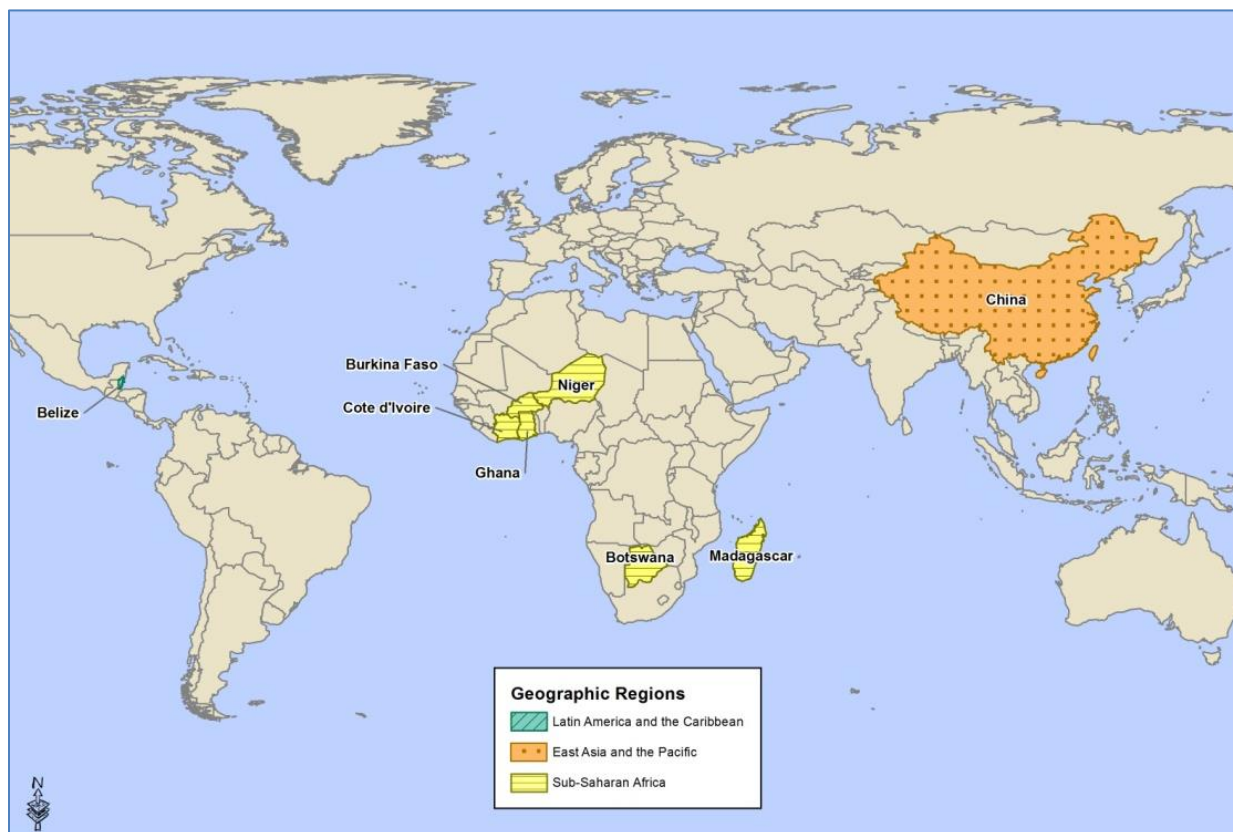 China
Burkina Faso
Niger
Cote d'Ivoire
Belize
Ghana
Botswana
Madagascar
Geographic Regions
Latin America and the Caribbean
East Asia and the Pacific
Sub-Saharan Africa
N